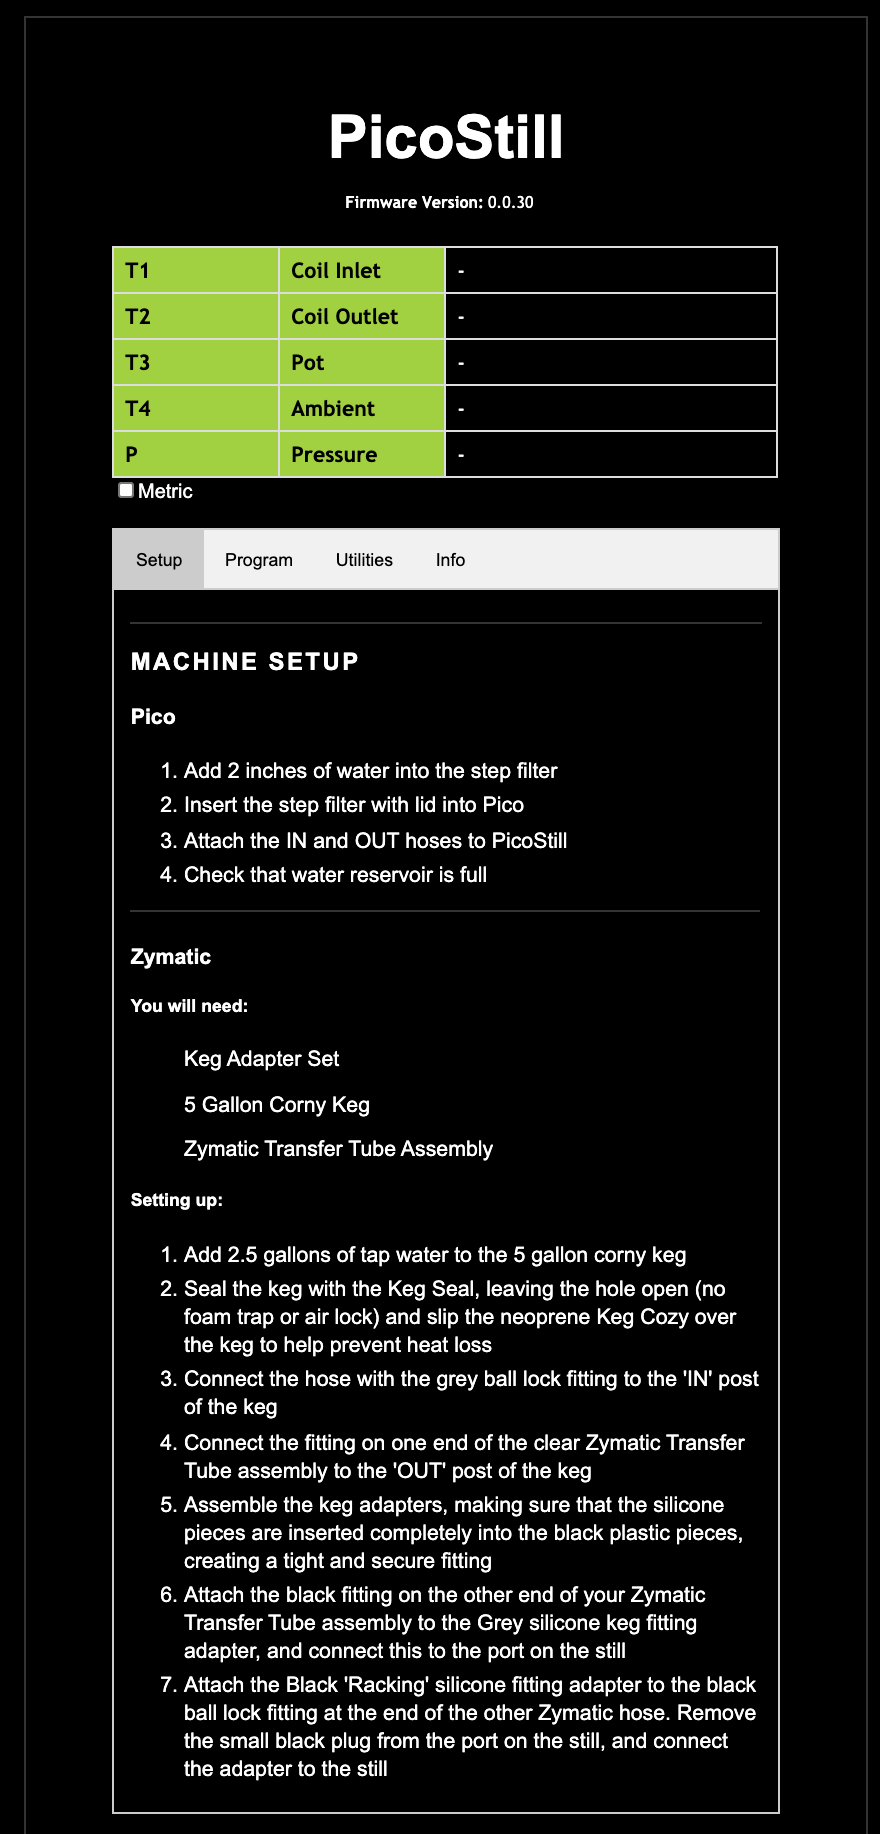 PicoStill
Firmware Version: 0.0.30
T1 Coil Inlet -
T2 Coil Outlet -
T3 Pot -
T4 Ambient -
P Pressure -
Metric
Setup Program Utilities Info
MACHINE SETUP
Pico
1. Add 2 inches of water into the step filter
2. Insert the step filter with lid into Pico
3. Attach the IN and OUT hoses to PicoStill
4. Check that water reservoir is full
Zymatic
You will need:
Keg Adapter Set
5 Gallon Corny Keg
Zymatic Transfer Tube Assembly
Setting up:
1. Add 2.5 gallons of tap water to the 5 gallon corny keg
2. Seal the keg with the Keg Seal, leaving the hole open (no
foam trap or air lock) and slip the neoprene Keg Cozy over
the keg to help prevent heat loss
3. Connect the hose with the grey ball lock fitting to the 'IN' post
of the keg
4. Connect the fitting on one end of the clear Zymatic Transfer
Tube assembly to the 'OUT' post of the keg
5. Assemble the keg adapters, making sure that the silicone
pieces are inserted completely into the black plastic pieces,
creating a tight and secure fitting
6. Attach the black fitting on the other end of your Zymatic
Transfer Tube assembly to the Grey silicone keg fitting
adapter, and connect this to the port on the still
7. Attach the Black 'Racking' silicone fitting adapter to the black
ball lock fitting at the end of the other Zymatic hose. Remove
the small black plug from the port on the still, and connect
the adapter to the still